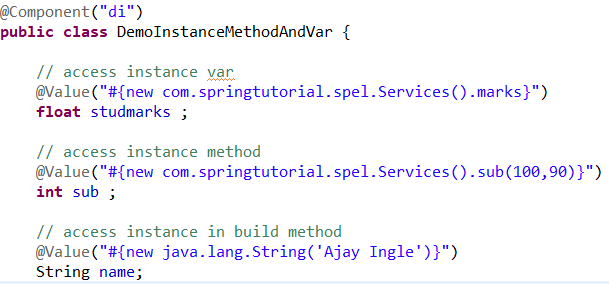 @Component("di")
public class DemoInstanceMethodAndVar {
// access instance var
@Value("#{new com.springtutorial.spel.Services().marks}")
float studmarks ;
// access instance method
@Value("#{new com.springtutorial.spel.Services().sub(100,90)}")
int sub ;
// access instance in build method
@Value("#{new java.lang.String('Ajay Ingle')}")
String name;